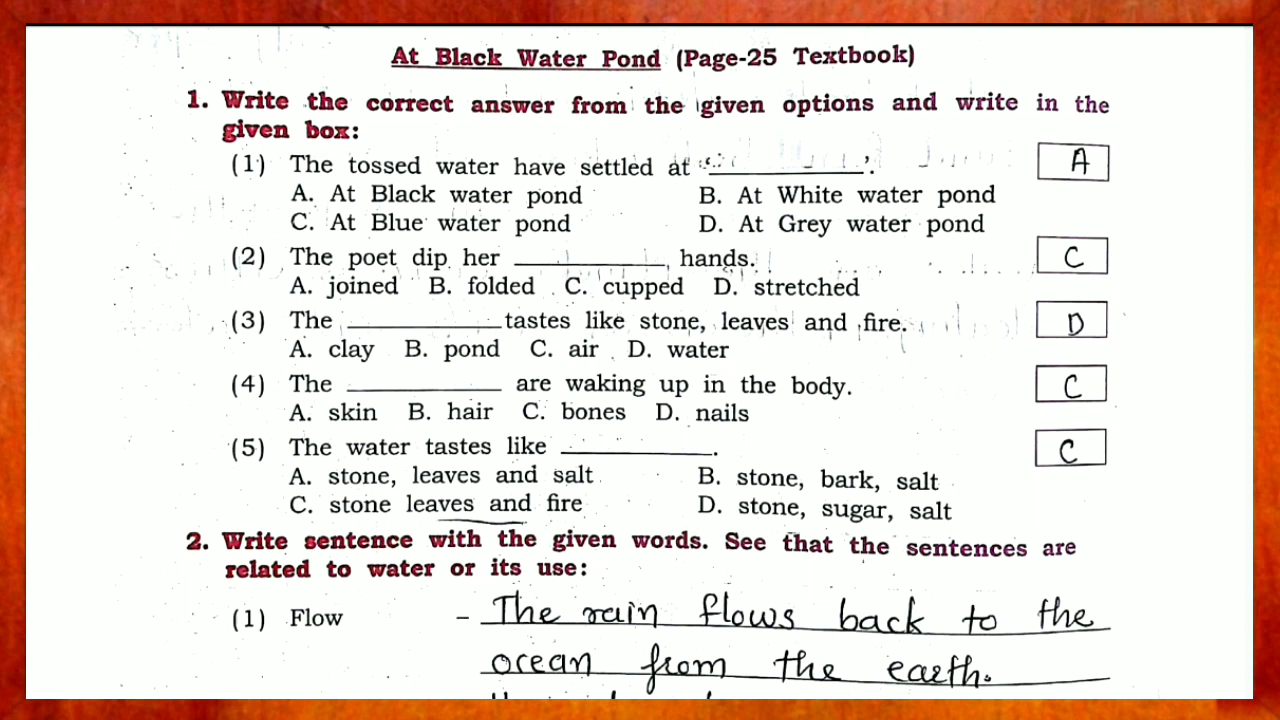 At Black Water Pond (Page-25 Textbook)
1. Write the correct answer from the given options and write in the
given box:
(1) The tossed water have settled at '____________'. A
A. At Black water pond B. At White water pond
C. At Blue water pond D. At Grey water pond
(2) The poet dip her ____________ hands. C
A. joined B. folded C. cupped D. stretched
(3) The ____________ tastes like stone, leaves and fire. D
A. clay B. pond C. air D. water
(4) The ____________ are waking up in the body. C
A. skin B. hair C. bones D. nails
(5) The water tastes like ____________. C
A. stone, leaves and salt B. stone, bark, salt
C. stone leaves and fire D. stone, sugar, salt
2. Write sentence with the given words. See that the sentences are
related to water or its use:
(1) Flow – The rain flows back to the
ocean from the earth.